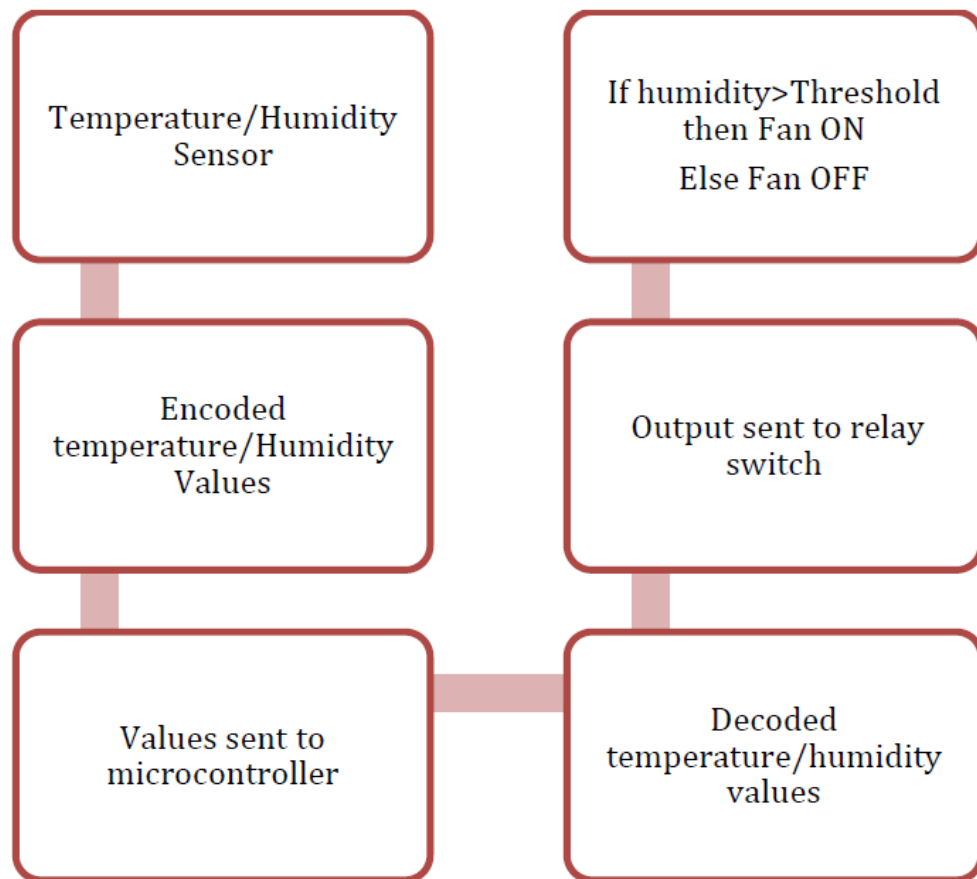 Temperature/Humidity
Sensor
Encoded
temperature/Humidity
Values
Values sent to
microcontroller
Decoded
temperature/humidity
values
Output sent to relay
switch
If humidity>Threshold
then Fan ON
Else Fan OFF